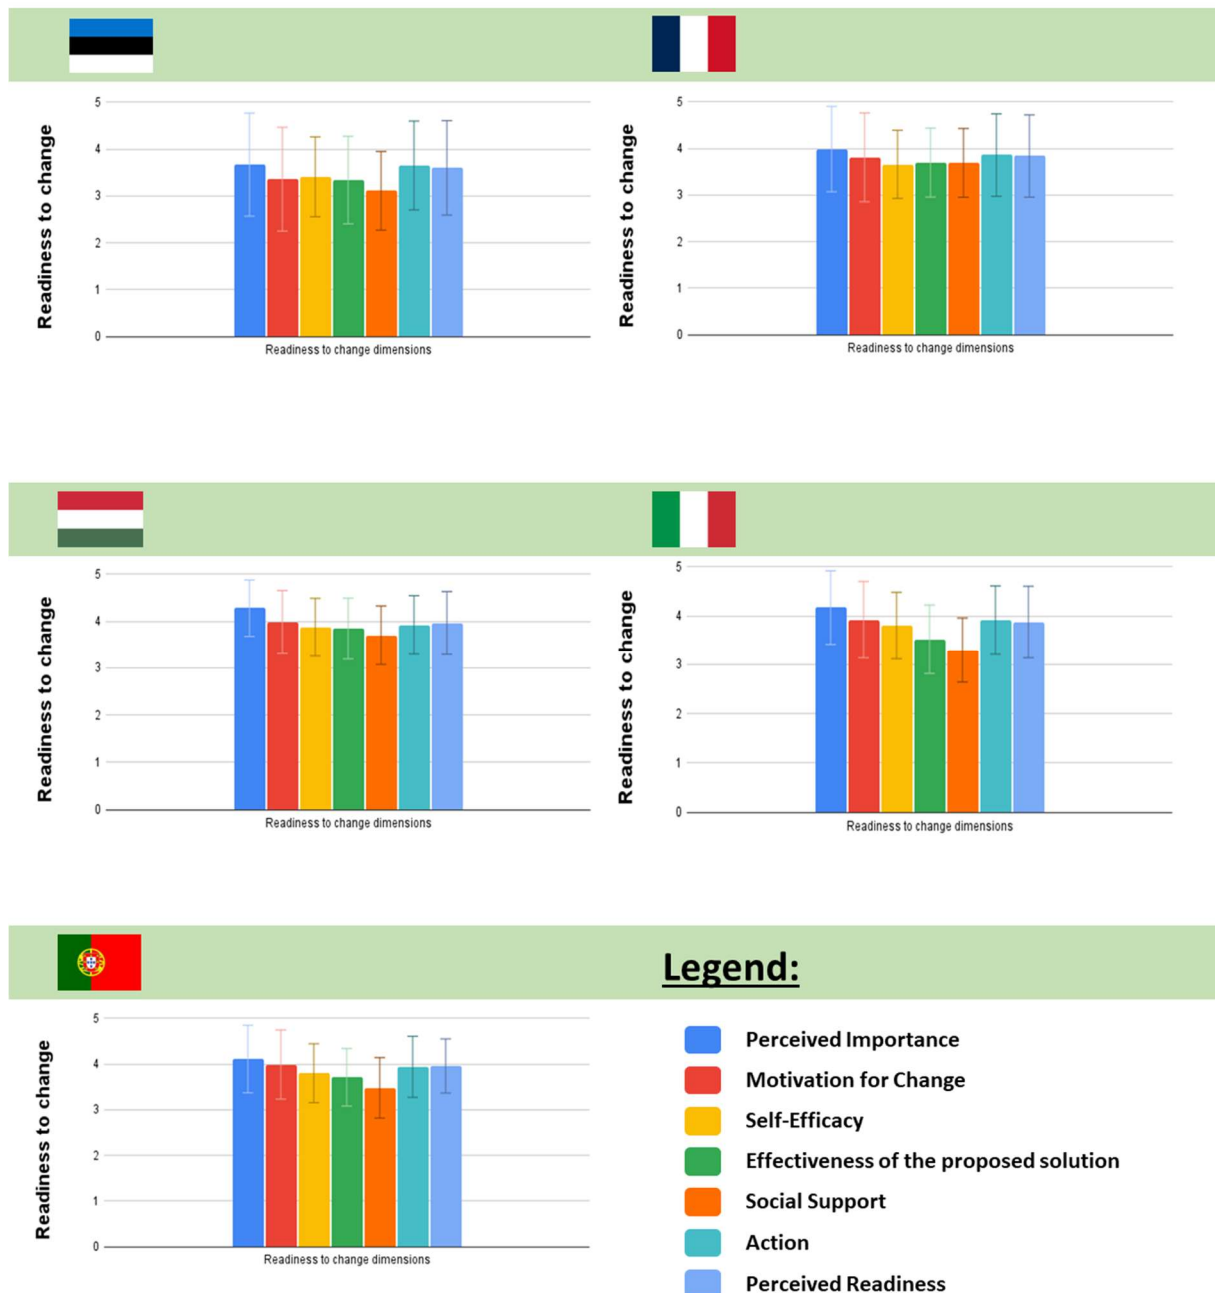 Readiness to change
5
4
3
2
1
0
Readiness to change dimensions
Readiness to change
5
4
3
2
1
0
Readiness to change dimensions
Readiness to change
5
4
3
2
1
0
Readiness to change dimensions
Readiness to change
5
4
3
2
1
0
Readiness to change dimensions
Readiness to change
5
4
3
2
1
0
Readiness to change dimensions
Legend:
Perceived Importance
Motivation for Change
Self-Efficacy
Effectiveness of the proposed solution
Social Support
Action
Perceived Readiness